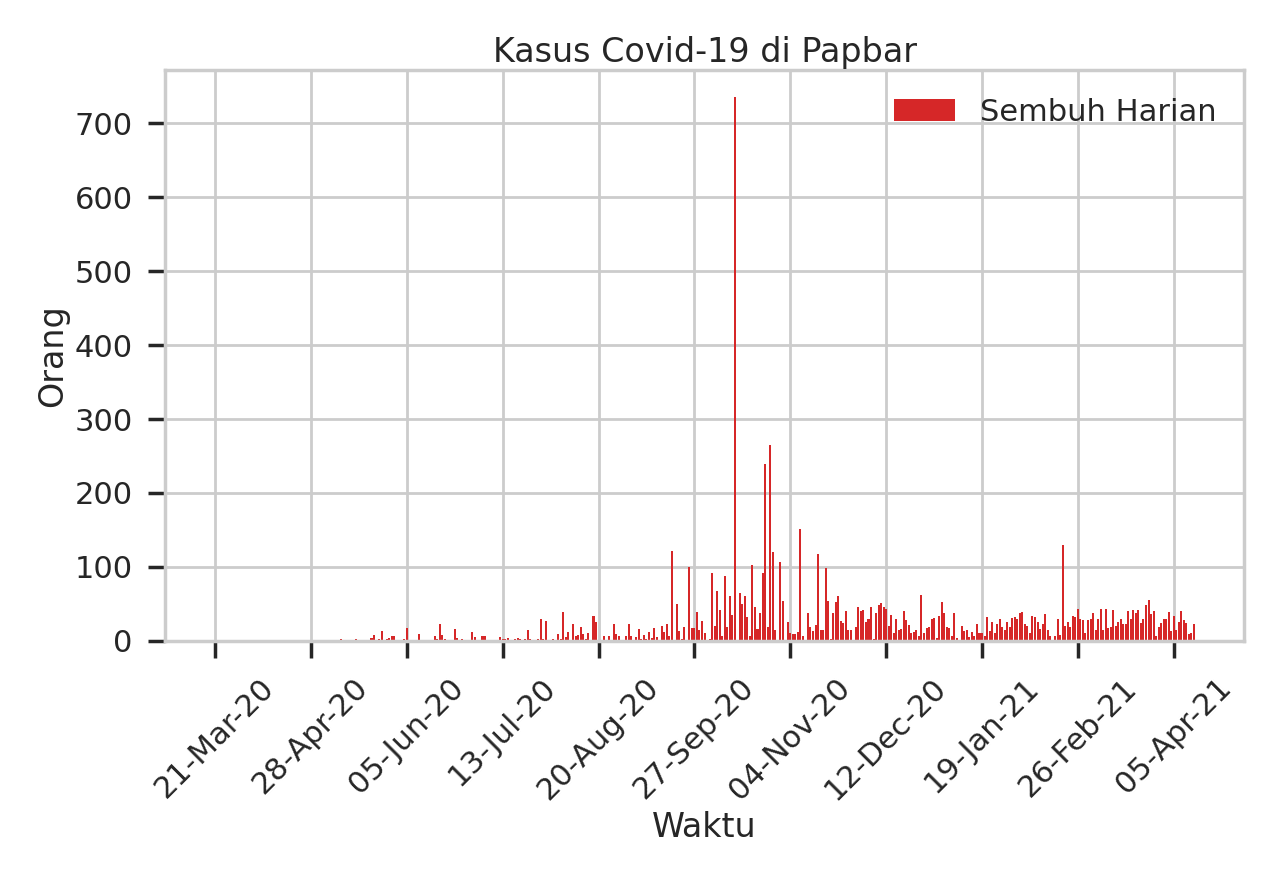 Kasus Covid-19 di Papbar
Sembuh Harian
700
600
500
400
300
200
100
0
Orang
21-Mar-20
28-Apr-20
05-Jun-20
13-Jul-20
20-Aug-20
27-Sep-20
04-Nov-20
12-Dec-20
19-Jan-21
26-Feb-21
05-Apr-21
Waktu